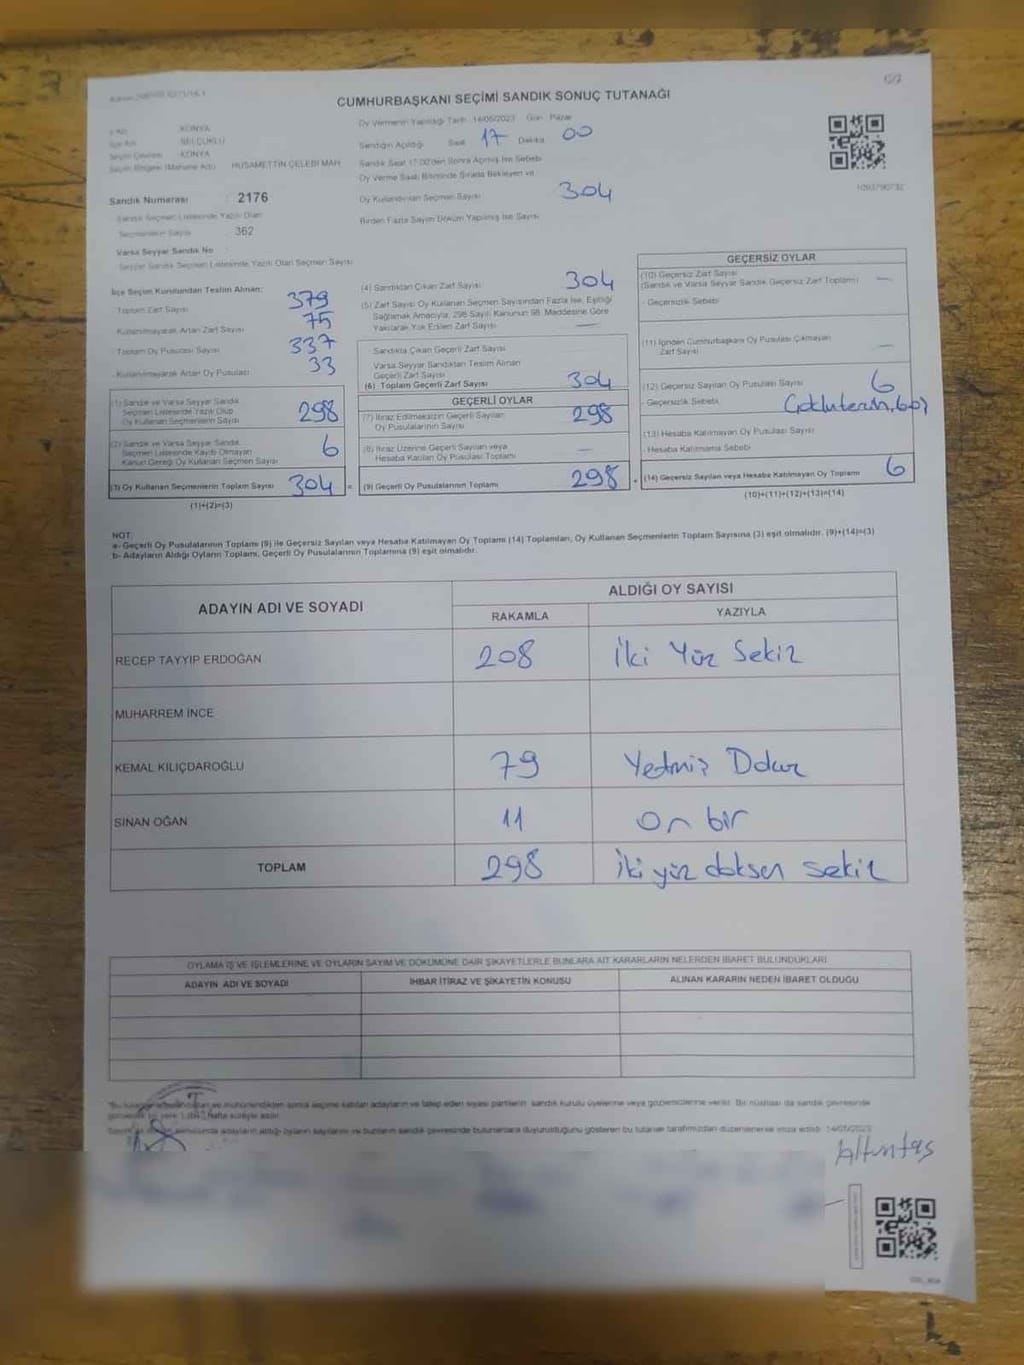 CUMHURBAŞKANI SEÇİMİ SANDIK SONUÇ TUTANAĞI
KONYA
SELÇUKLU
KONYA
Seçim Bölgesi (Mahalle Adı) HÜSAMETTİN ÇELEBİ MAH.
Sandık Numarası : 2176
Sandık Seçmen Listesinde Yazılı Olan
Seçmenlerin Sayısı : 362
Varsa Seyyar Sandık No
Seyyar Sandık Seçmen Listesinde Yazılı Olan Seçmen Sayısı
Oy Vermenin Yapıldığı Tarih 14/05/2023 Gün Pazar
Sandığın Açıldığı Saat 17 Dakika 00
Sandık Saat 17:00'den Sonra Açılmış İse Sebebi
Oy Verme Saati Bitiminde Sırada Bekleyen ve
Oy Kullandırılan Seçmen Sayısı 304
Birden Fazla Sayım Döküm Yapılmış İse Sayısı
İlçe Seçim Kurulundan Teslim Alınan:
Toplam Zarf Sayısı 379
Kullanılmayarak Artan Zarf Sayısı 75
Toplam Oy Pusulası Sayısı 337
Kullanılmayarak Artan Oy Pusulası 33
(1) Sandık ve Varsa Seyyar Sandık
Seçmen Listesinde Yazılı Olup
Oy Kullanan Seçmenlerin Sayısı 298
(2) Sandık ve Varsa Seyyar Sandık
Seçmen Listesinde Kaydı Olmayan
Kanun Gereği Oy Kullanan Seçmen Sayısı 6
(3) Oy Kullanan Seçmenlerin Toplam Sayısı 304 =
(1)+(2)=(3)
(4) Sandıktan Çıkan Zarf Sayısı 304
(5) Zarf Sayısı Oy Kullanan Seçmen Sayısından Fazla İse, Eşitliği
Sağlamak Amacıyla, 298 Sayılı Kanunun 98. Maddesine Göre
Yakılarak Yok Edilen Zarf Sayısı —
Sandıkta Çıkan Geçerli Zarf Sayısı
Varsa Seyyar Sandıktan Teslim Alınan
Geçerli Zarf Sayısı
(6) Toplam Geçerli Zarf Sayısı 304
GEÇERLİ OYLAR
(7) İtiraz Edilmeksizin Geçerli Sayılan
Oy Pusulalarının Sayısı 298
(8) İtiraz Üzerine Geçerli Sayılan veya
Hesaba Katılan Oy Pusulası Toplamı —
(9) Geçerli Oy Pusulalarının Toplamı 298 +
GEÇERSİZ OYLAR
(10) Geçersiz Zarf Sayısı
(Sandık ve Varsa Seyyar Sandık Geçersiz Zarf Toplamı) —
- Geçersizlik Sebebi
(11) İçinden Cumhurbaşkanı Oy Pusulası Çıkmayan
Zarf Sayısı —
(12) Geçersiz Sayılan Oy Pusulası Sayısı 6
- Geçersizlik Sebebi
(13) Hesaba Katılmayan Oy Pusulası Sayısı
- Hesaba Katılmama Sebebi
(14) Geçersiz Sayılan veya Hesaba Katılmayan Oy Toplamı 6
(10)+(11)+(12)+(13)=(14)
NOT:
a- Geçerli Oy Pusulalarının Toplamı (9) ile Geçersiz Sayılan veya Hesaba Katılmayan Oy Toplamı (14) Toplamları, Oy Kullanan Seçmenlerin Toplam Sayısına (3) eşit olmalıdır. (9)+(14)=(3)
b- Adayların Aldığı Oyların Toplamı, Geçerli Oy Pusulalarının Toplamına (9) eşit olmalıdır.
ADAYIN ADI VE SOYADI
ALDIĞI OY SAYISI
RAKAMLA YAZIYLA
RECEP TAYYİP ERDOĞAN 208 İki Yüz Sekiz
MUHARREM İNCE
KEMAL KILIÇDAROĞLU 79 Yetmiş Dokuz
SİNAN OĞAN 11 On bir
TOPLAM 298 İki yüz doksan sekiz
OYLAMA İŞ VE İŞLEMLERİNE VE OYLARIN SAYIM VE DÖKÜMÜNE DAİR ŞİKAYETLERLE BUNLARA AİT KARARLARIN NELERDEN İBARET BULUNDUKLARI
ADAYIN ADI VE SOYADI İHBAR İTİRAZ VE ŞİKAYETİN KONUSU ALINAN KARARIN NEDEN İBARET OLDUĞU
Altuntaş